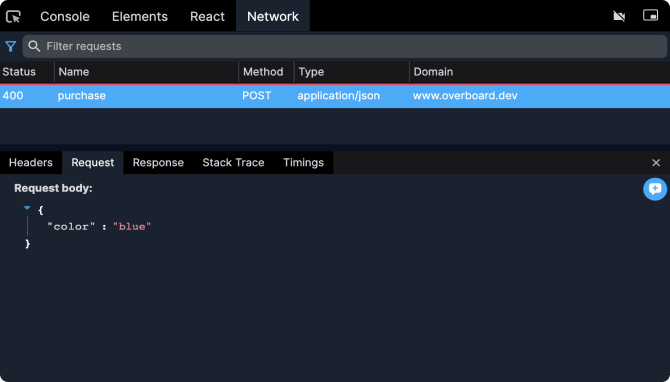 Console Elements React Network
Filter requests
Status Name Method Type Domain
400 purchase POST application/json www.overboard.dev
Headers Request Response Stack Trace Timings
Request body:
{
"color" : "blue"
}